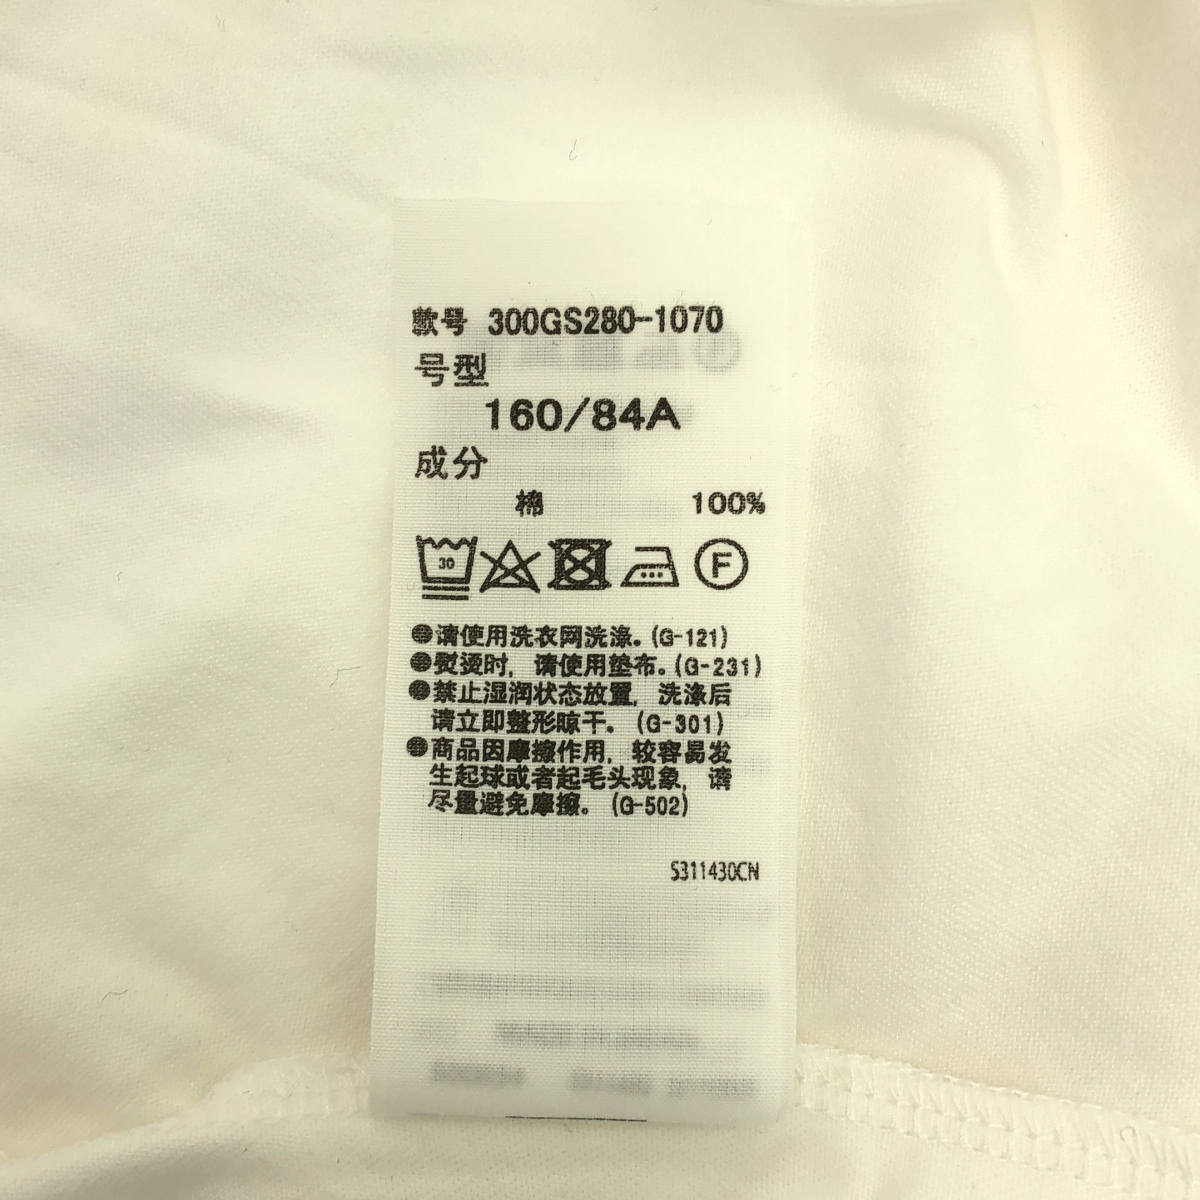 款号 300GS280-1070
号型
160/84A
成分
棉 100%
30 F
●请使用洗衣网洗涤。(G-121)
●熨烫时，请使用垫布。(G-231)
●禁止湿润状态放置，洗涤后
请立即整形晾干。(G-301)
●商品因摩擦作用，较容易发
生起球或者起毛头现象，请
尽量避免摩擦。(G-502)
5311430CN